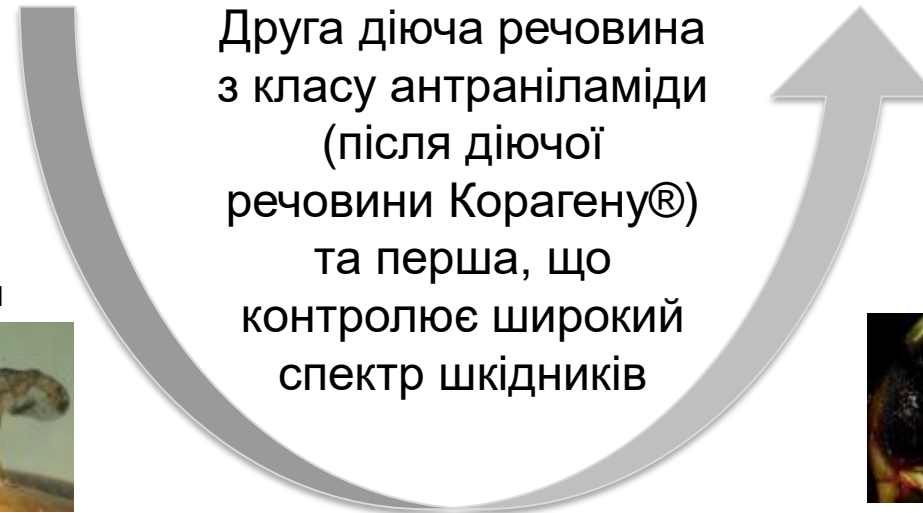 Друга діюча речовина
з класу антраніламіди
(після діючої
речовини Корагену®)
та перша, що
контролює широкий
спектр шкідників